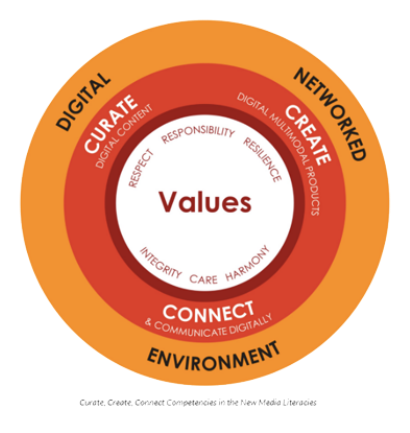 DIGITAL
NETWORKED
ENVIRONMENT
CURATE
DIGITAL CONTENT
CREATE
DIGITAL MULTIMODAL PRODUCTS
CONNECT
& COMMUNICATE DIGITALLY
RESPECT RESPONSIBILITY RESILIENCE
Values
INTEGRITY CARE HARMONY
Curate, Create, Connect Competencies in the New Media Literacies